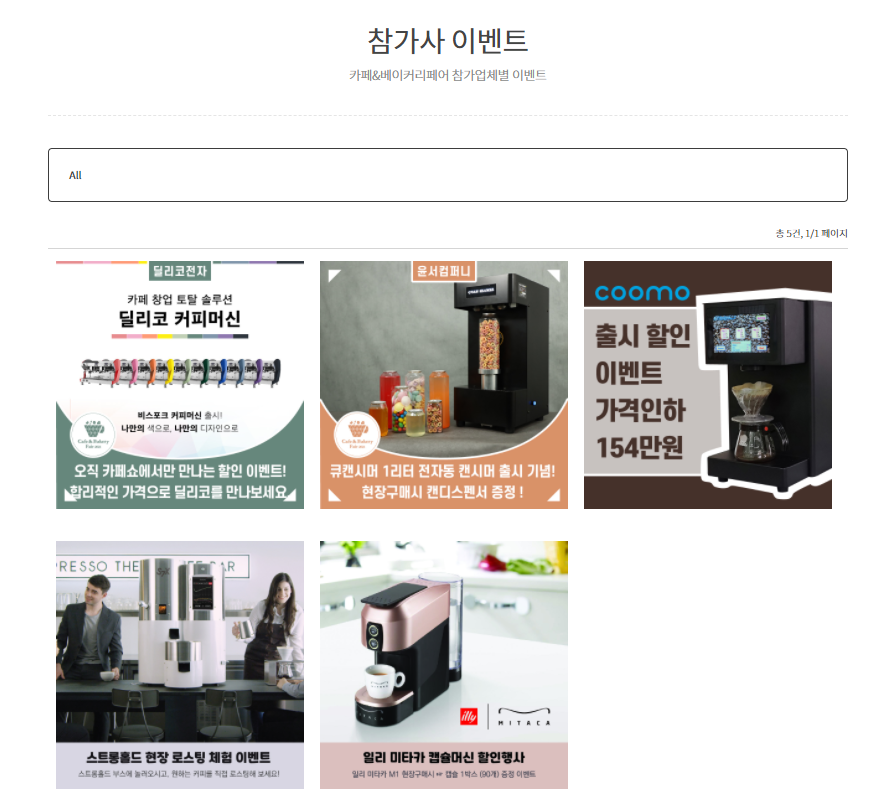 참가사 이벤트
카페&베이커리페어 참가업체별 이벤트
All
총 5건, 1/1 페이지
딜리코전자
카페 창업 토탈 솔루션
딜리코 커피머신
비스포크 커피머신 출시!
나만의 색으로, 나만의 디자인으로
Cafe & Bakery
Fair
오직 카페쇼에서만 만나는 할인 이벤트!
합리적인 가격으로 딜리코를 만나보세요
윤서컴퍼니
Cafe & Bakery
Fair
큐캔시머 1리터 전자동 캔시머 출시 기념!
현장구매시 캔디스펜서 증정 !
coomo
출시 할인
이벤트
가격인하
154만원
PRESSO THE
BAR
스트롱홀드 현장 로스팅 체험 이벤트
스트롱홀드 부스에 놀러오시고, 원하는 커피를 직접 로스팅해 보세요!
MITACA
illy
MITACA
일리 미타카 캡슐머신 할인행사
일리 미타카 M1 현장구매시 ☞ 캡슐 1박스 (90개) 증정 이벤트